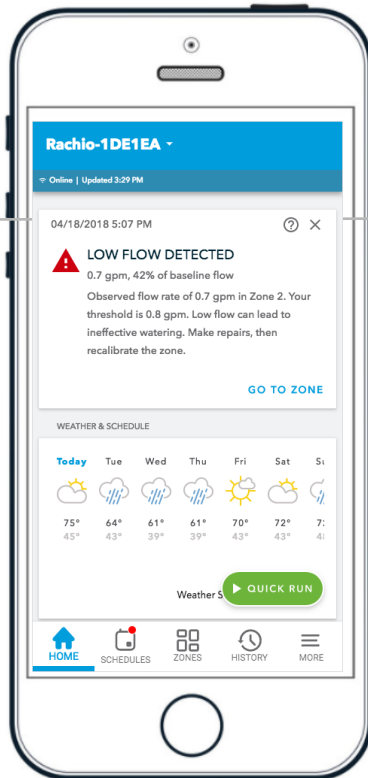 Rachio-1DE1EA
Online | Updated 3:29 PM
04/18/2018 5:07 PM
LOW FLOW DETECTED
0.7 gpm, 42% of baseline flow
Observed flow rate of 0.7 gpm in Zone 2. Your
threshold is 0.8 gpm. Low flow can lead to
ineffective watering. Make repairs, then
recalibrate the zone.
GO TO ZONE
WEATHER & SCHEDULE
Today Tue Wed Thu Fri Sat
75° 64° 61° 61° 70° 72°
45° 43° 39° 39° 43° 43°
Weather
QUICK RUN
HOME SCHEDULES ZONES HISTORY MORE